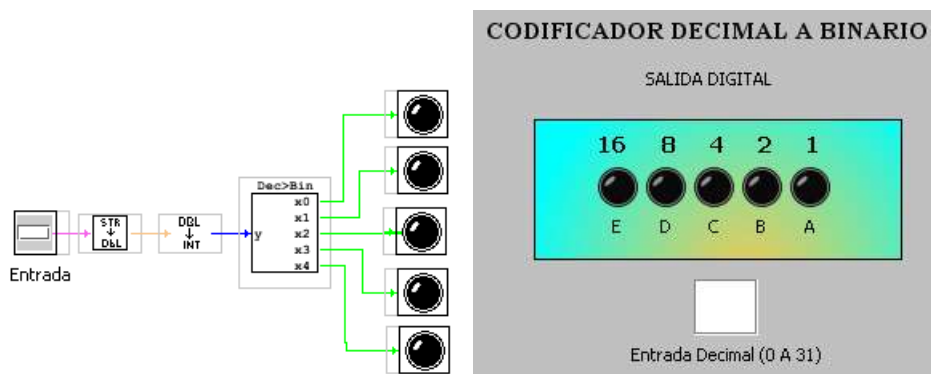 STR
DbL
DBL
INT
Dec>Bin
y
x0
x1
x2
x3
x4
Entrada
CODIFICADOR DECIMAL A BINARIO
SALIDA DIGITAL
16 8 4 2 1
E D C B A
Entrada Decimal (0 A 31)